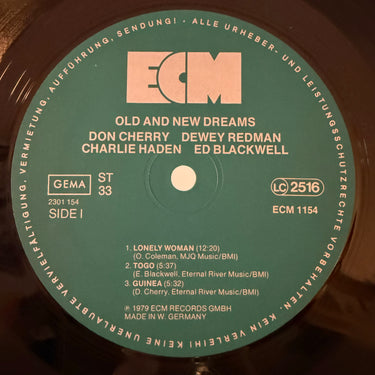 ALLE URHEBER- UND LEISTUNGSSCHUTZRECHTE VORBEHALTEN · KEIN VERLEIH! KEINE UNERLAUBTE VERVIELFÄLTIGUNG, VERMIETUNG, AUFFÜHRUNG, SENDUNG! ·
ECM
OLD AND NEW DREAMS
DON CHERRY DEWEY REDMAN
CHARLIE HADEN ED BLACKWELL
GEMA
ST
33
LC 2516
2301 154
SIDE I
ECM 1154
1. LONELY WOMAN (12:20)
(O. Coleman, MJQ Music/BMI)
2. TOGO (5:37)
(E. Blackwell, Eternal River Music/BMI)
3. GUINEA (5:32)
(D. Cherry, Eternal River Music/BMI)
℗ 1979 ECM RECORDS GMBH
MADE IN W. GERMANY